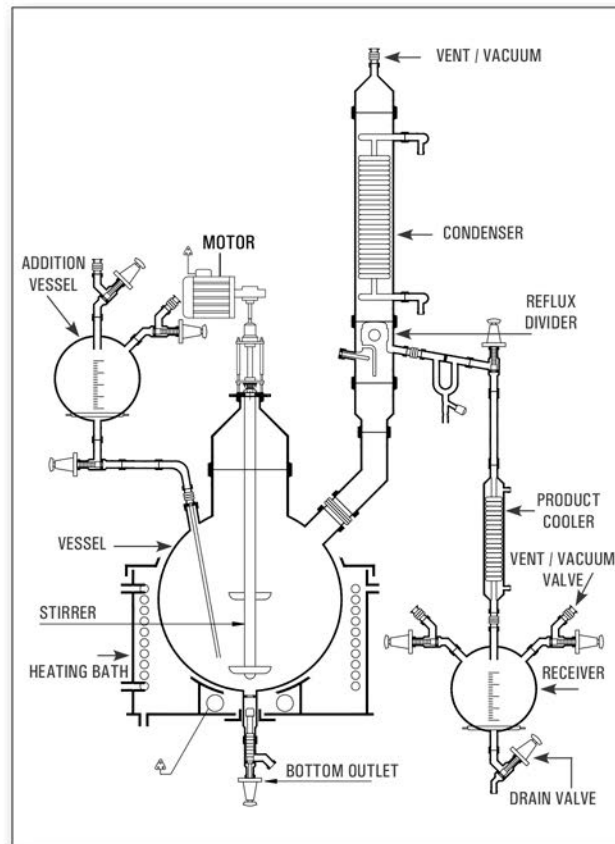 VENT / VACUUM
MOTOR
CONDENSER
ADDITION
VESSEL
REFLUX
DIVIDER
PRODUCT
COOLER
VESSEL
VENT / VACUUM
VALVE
STIRRER
HEATING BATH
RECEIVER
BOTTOM OUTLET
DRAIN VALVE